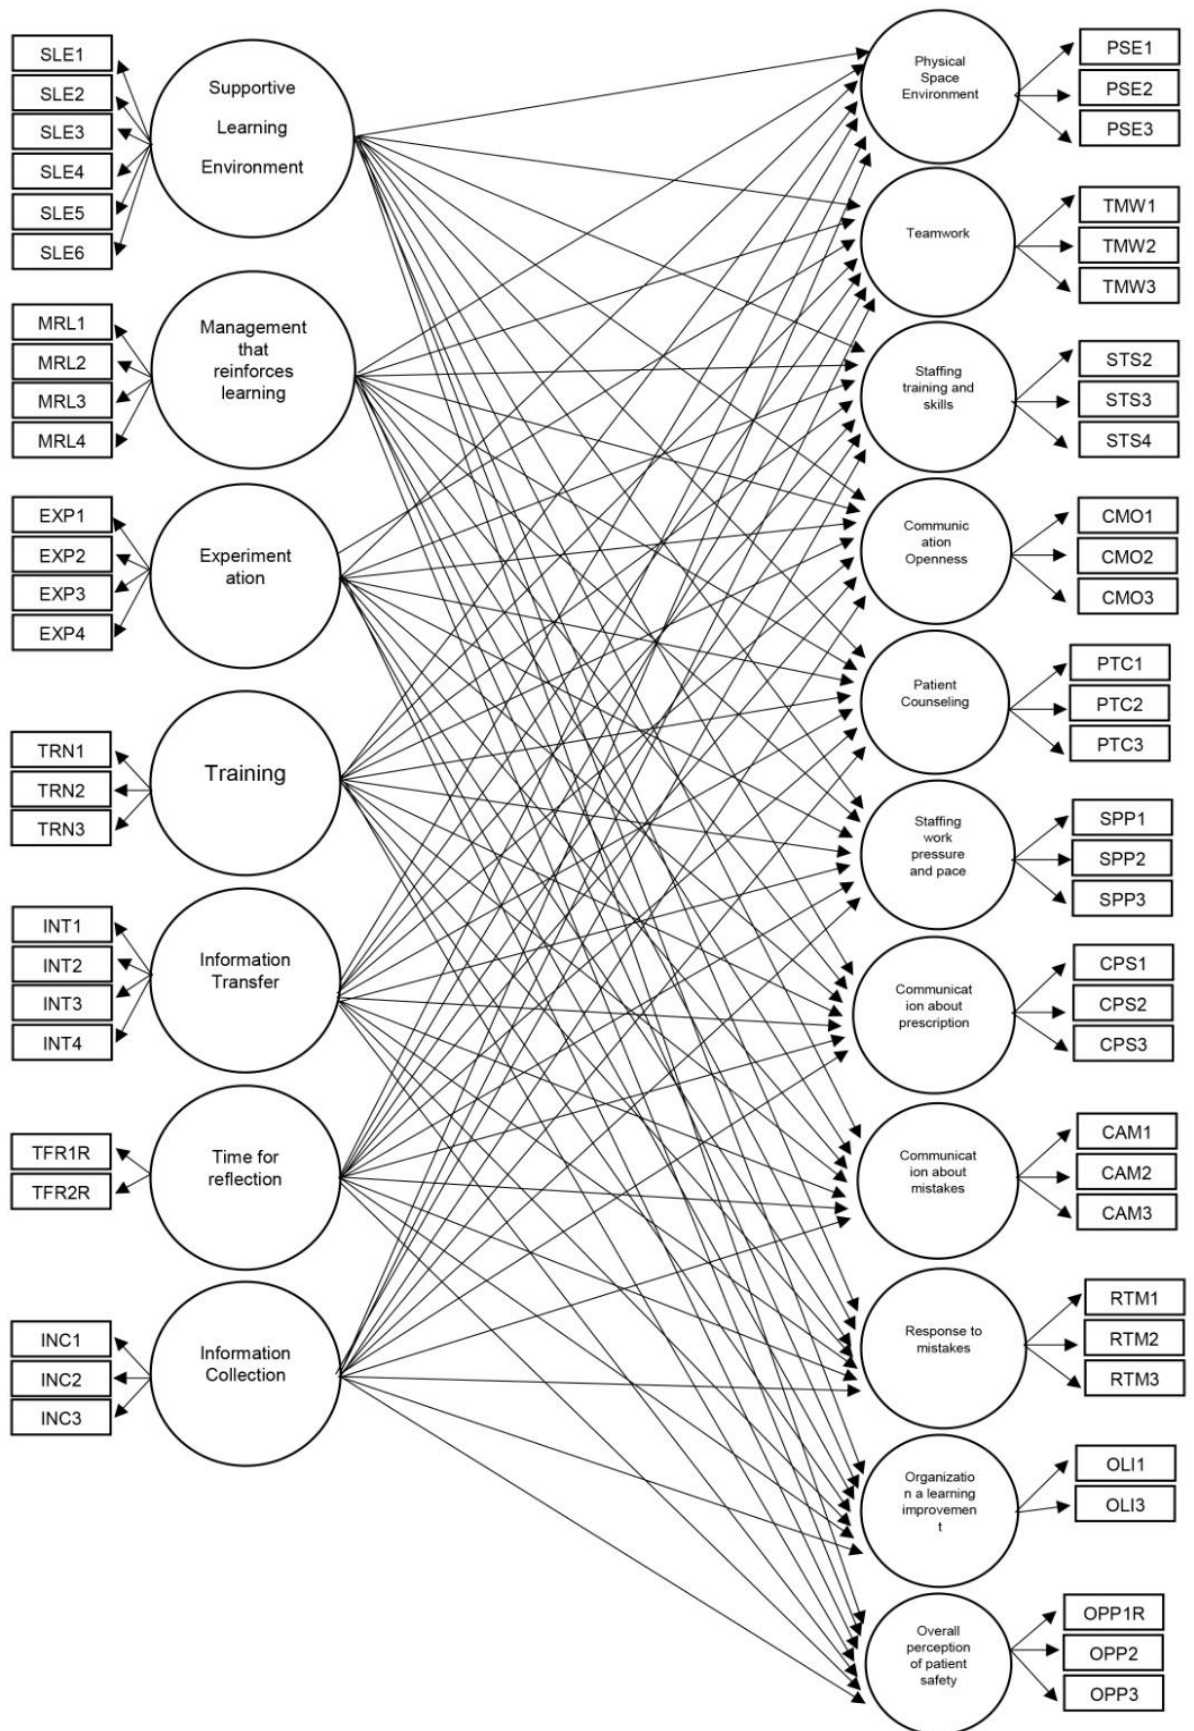 SLE1
SLE2
SLE3
SLE4
SLE5
SLE6
Supportive
Learning
Environment
MRL1
MRL2
MRL3
MRL4
Management
that
reinforces
learning
EXP1
EXP2
EXP3
EXP4
Experiment
ation
TRN1
TRN2
TRN3
Training
INT1
INT2
INT3
INT4
Information
Transfer
TFR1R
TFR2R
Time for
reflection
INC1
INC2
INC3
Information
Collection
Physical
Space
Environment
PSE1
PSE2
PSE3
Teamwork
TMW1
TMW2
TMW3
Staffing
training and
skills
STS2
STS3
STS4
Communic
ation
Openness
CMO1
CMO2
CMO3
Patient
Counseling
PTC1
PTC2
PTC3
Staffing
work
pressure
and pace
SPP1
SPP2
SPP3
Communicat
ion about
prescription
CPS1
CPS2
CPS3
Communicat
ion about
mistakes
CAM1
CAM2
CAM3
Response to
mistakes
RTM1
RTM2
RTM3
Organizatio
n a learning
improvemen
t
OLI1
OLI3
Overall
perception
of patient
safety
OPP1R
OPP2
OPP3